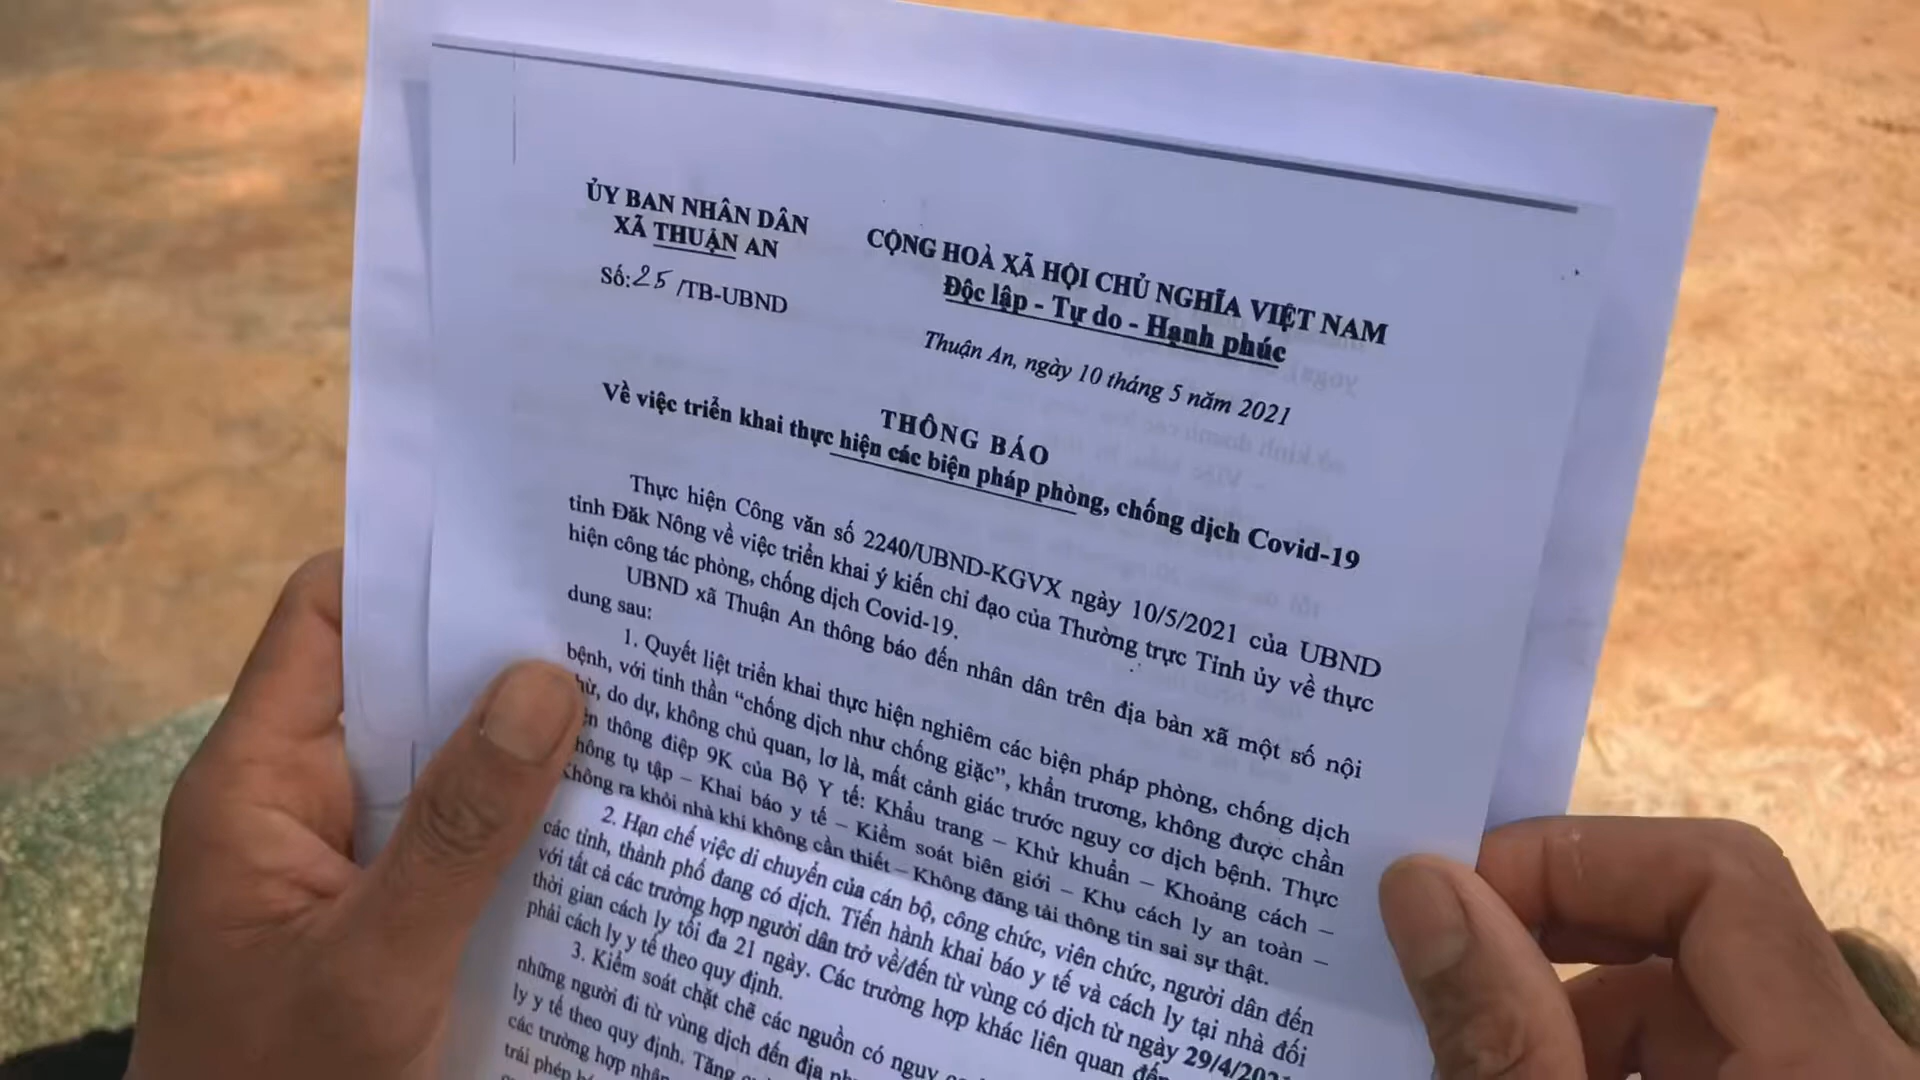 ỦY BAN NHÂN DÂN
XÃ THUẬN AN
Số: 25 /TB-UBND
CỘNG HOÀ XÃ HỘI CHỦ NGHĨA VIỆT NAM
Độc lập - Tự do - Hạnh phúc
Thuận An, ngày 10 tháng 5 năm 2021
THÔNG BÁO
Về việc triển khai thực hiện các biện pháp phòng, chống dịch Covid-19
Thực hiện Công văn số 2240/UBND-KGVX ngày 10/5/2021 của UBND
tỉnh Đăk Nông về việc triển khai ý kiến chỉ đạo của Thường trực Tỉnh ủy về thực
hiện công tác phòng, chống dịch Covid-19.
UBND xã Thuận An thông báo đến nhân dân trên địa bàn xã một số nội
dung sau:
1. Quyết liệt triển khai thực hiện nghiêm các biện pháp phòng, chống dịch
bệnh, với tinh thần “chống dịch như chống giặc”, khẩn trương, không được chần
do dự, không chủ quan, lơ là, mất cảnh giác trước nguy cơ dịch bệnh. Thực
thông điệp 9K của Bộ Y tế: Khẩu trang – Khử khuẩn – Khoảng cách –
tụ tập – Khai báo y tế – Kiểm soát biên giới – Khu cách ly an toàn –
Không ra khỏi nhà khi không cần thiết – Không đăng tải thông tin sai sự thật.
2. Hạn chế việc di chuyển của cán bộ, công chức, viên chức, người dân đến
các tỉnh, thành phố đang có dịch. Tiến hành khai báo y tế và cách ly tại nhà đối
với tất cả các trường hợp người dân trở về/đến từ vùng có dịch từ ngày 29/4/2021
thời gian cách ly tối đa 21 ngày. Các trường hợp khác liên quan đến
phải cách ly y tế theo quy định.
3. Kiểm soát chặt chẽ các nguồn có nguy
những người đi từ vùng dịch đến địa
ly y tế theo quy định. Tăng
các trường hợp nhân
trái phép